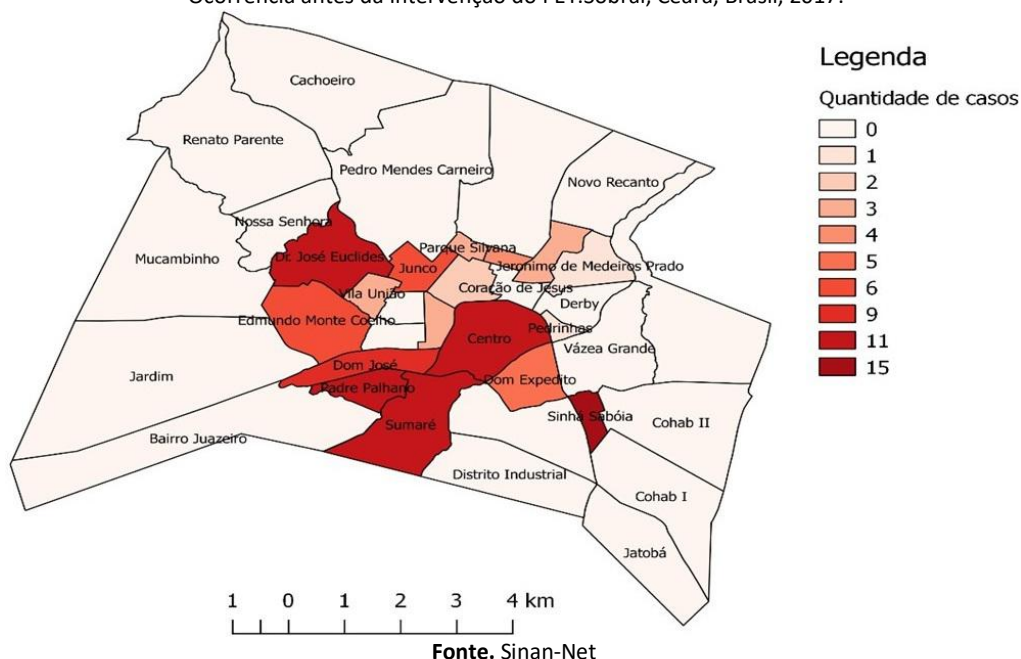 Ocorrência antes da intervenção do PET.Sobral, Ceará, Brasil, 2017.
Legenda
Quantidade de casos
0
1
2
3
4
5
6
9
11
15
Cachoeiro
Renato Parente
Pedro Mendes Carneiro
Novo Recanto
Nossa Senhora
Mucambinho
Dr. José Euclides
Parque Silvana
Junco
Jeronimo de Medeiros Prado
Vila União
Coração de Jesus
Derby
Edmundo Monte Coelho
Pedrinhas
Centro
Vázea Grande
Jardim
Dom José
Dom Expedito
Padre Palhano
Sinhá Sabóia
Sumaré
Cohab II
Bairro Juazeiro
Distrito Industrial
Cohab I
Jatobá
1 0 1 2 3 4 km
Fonte. Sinan-Net